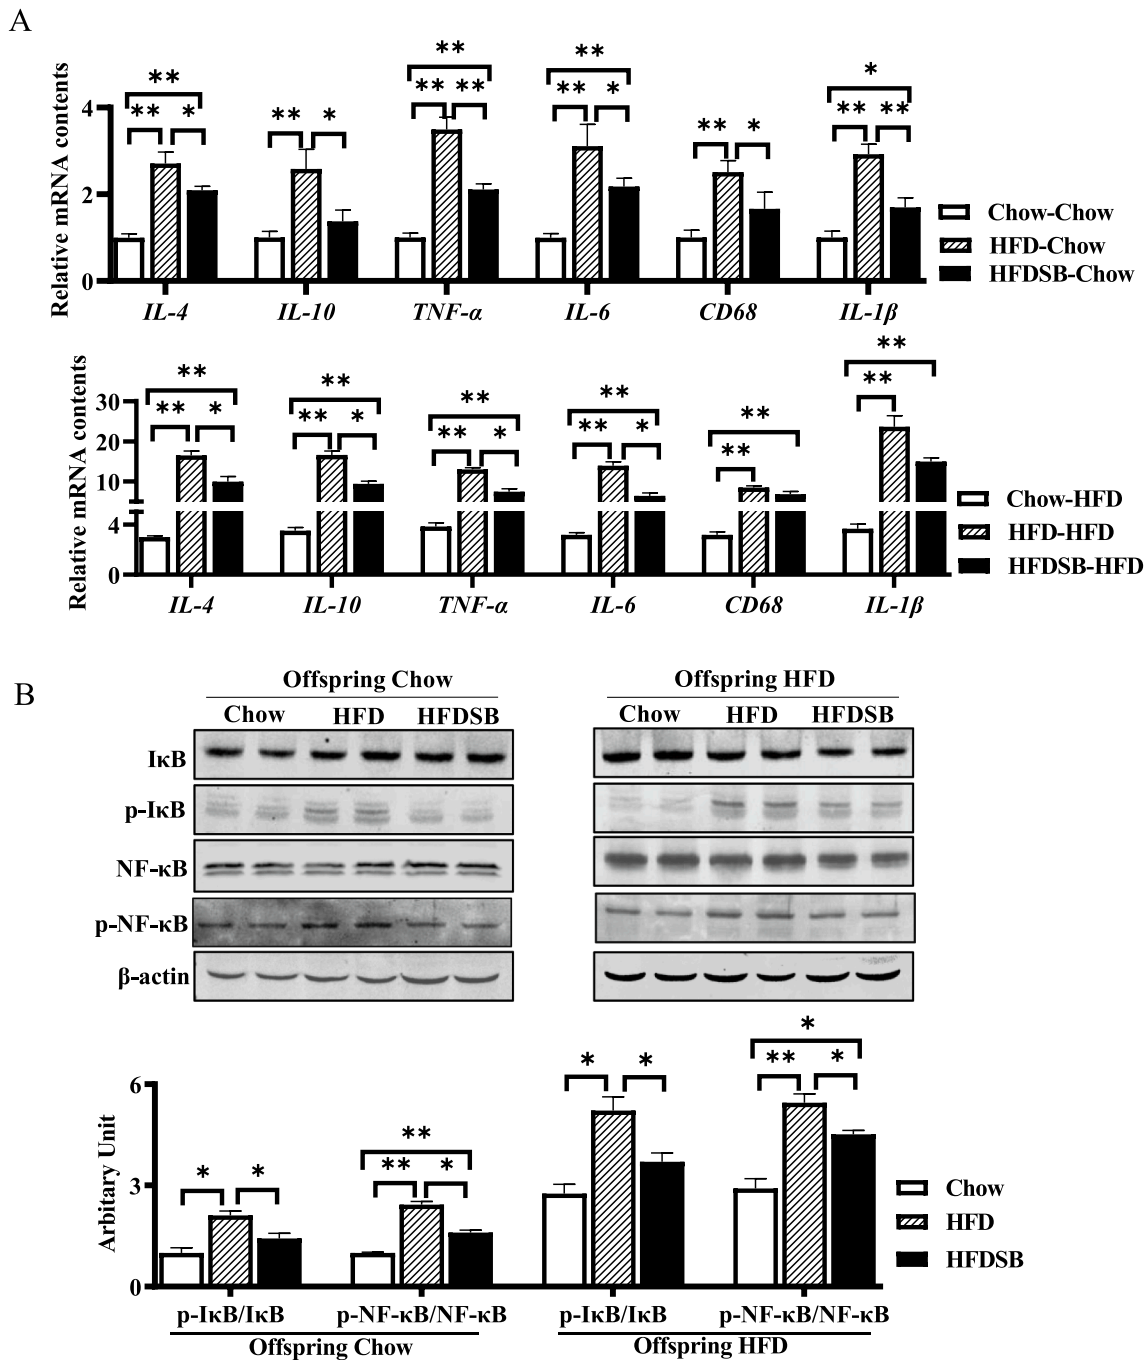 A
Relative mRNA contents
4
2
0
** ** *
** *
** ** **
** ** *
** *
* ** **
IL-4 IL-10 TNF-α IL-6 CD68 IL-1β
Chow-Chow
HFD-Chow
HFDSB-Chow
Relative mRNA contents
30
20
10
4
0
** ** *
** ** *
** ** *
** ** *
** **
** **
IL-4 IL-10 TNF-α IL-6 CD68 IL-1β
Chow-HFD
HFD-HFD
HFDSB-HFD
B
Offspring Chow
Chow HFD HFDSB
Offspring HFD
Chow HFD HFDSB
IκB
p-IκB
NF-κB
p-NF-κB
β-actin
Arbitary Unit
6
3
0
* *
** ** *
* *
* ** *
p-IκB/IκB p-NF-κB/NF-κB p-IκB/IκB p-NF-κB/NF-κB
Offspring Chow Offspring HFD
Chow
HFD
HFDSB